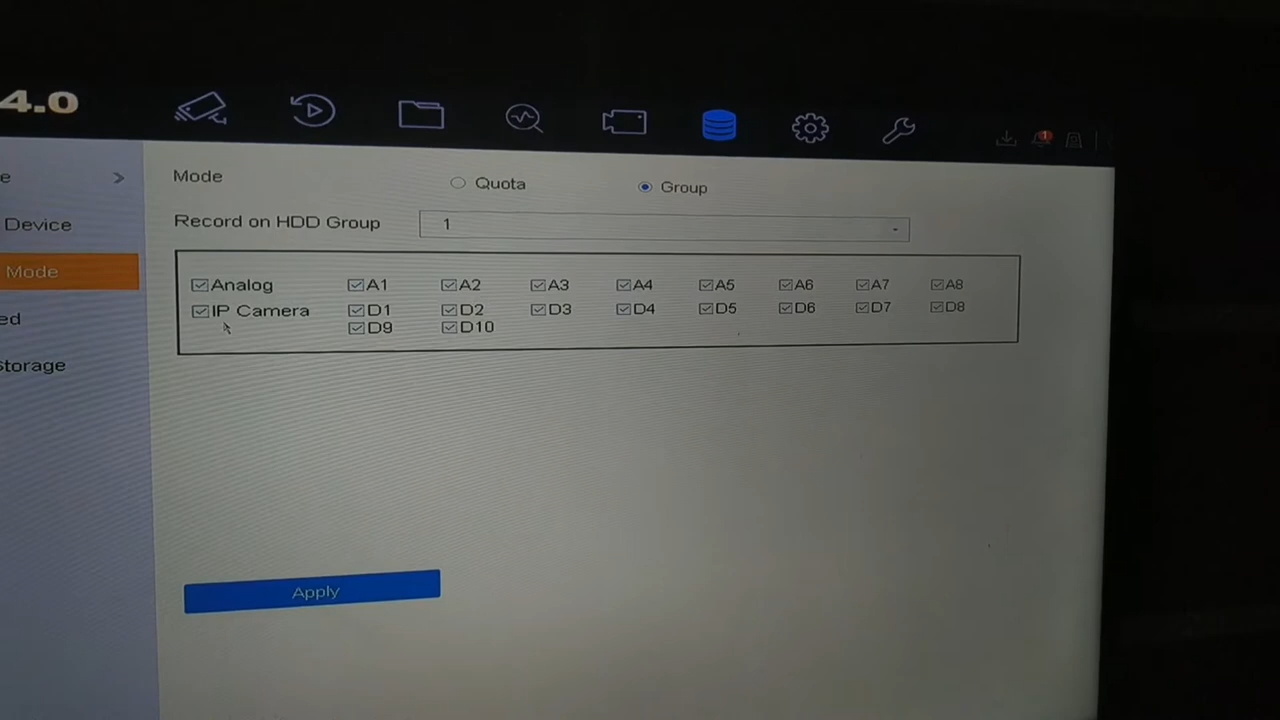 4.0
1
e >
Device
Mode
ed
Storage
Mode Quota Group
Record on HDD Group 1
Analog A1 A2 A3 A4 A5 A6 A7 A8
IP Camera D1 D2 D3 D4 D5 D6 D7 D8
D9 D10
Apply